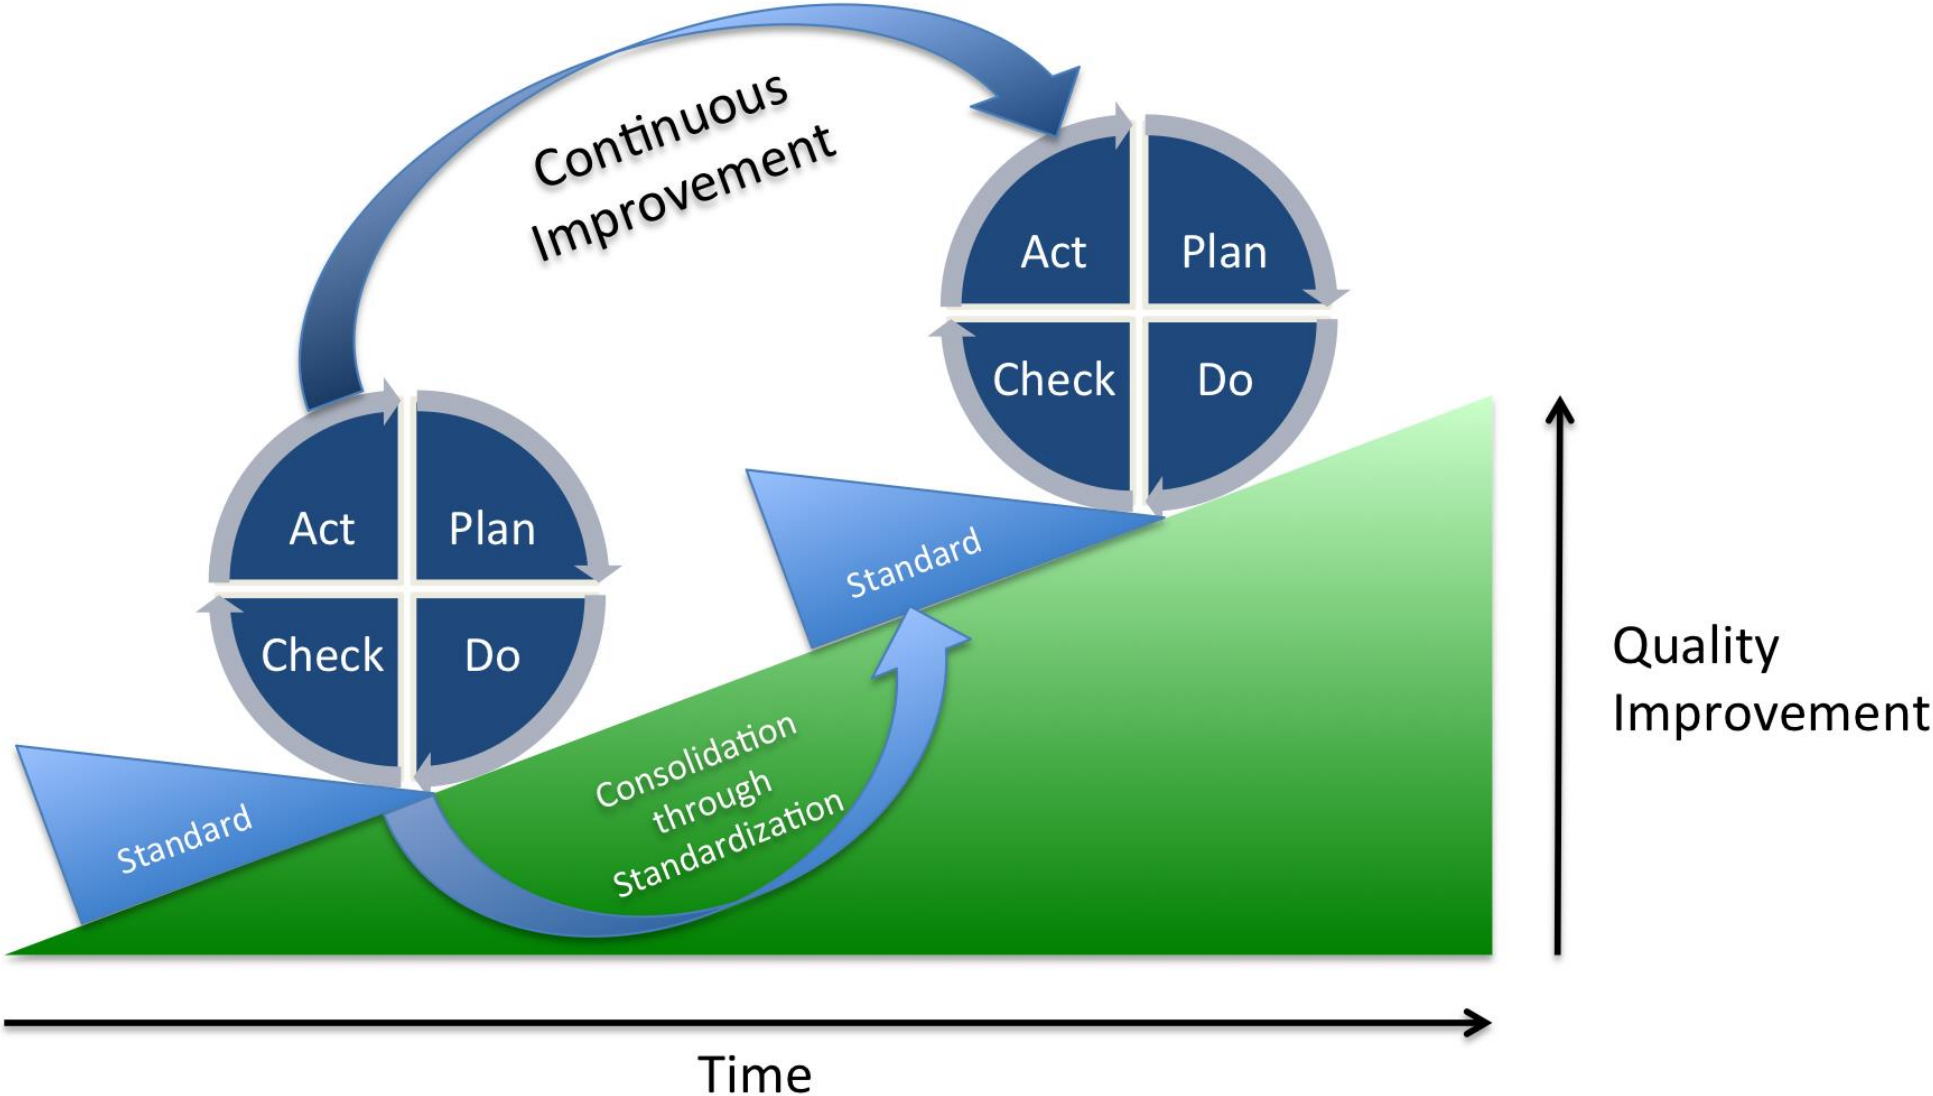 Continuous
Improvement
Act
Plan
Check
Do
Act
Plan
Check
Do
Standard
Standard
Consolidation
through
Standardization
Quality
Improvement
Time